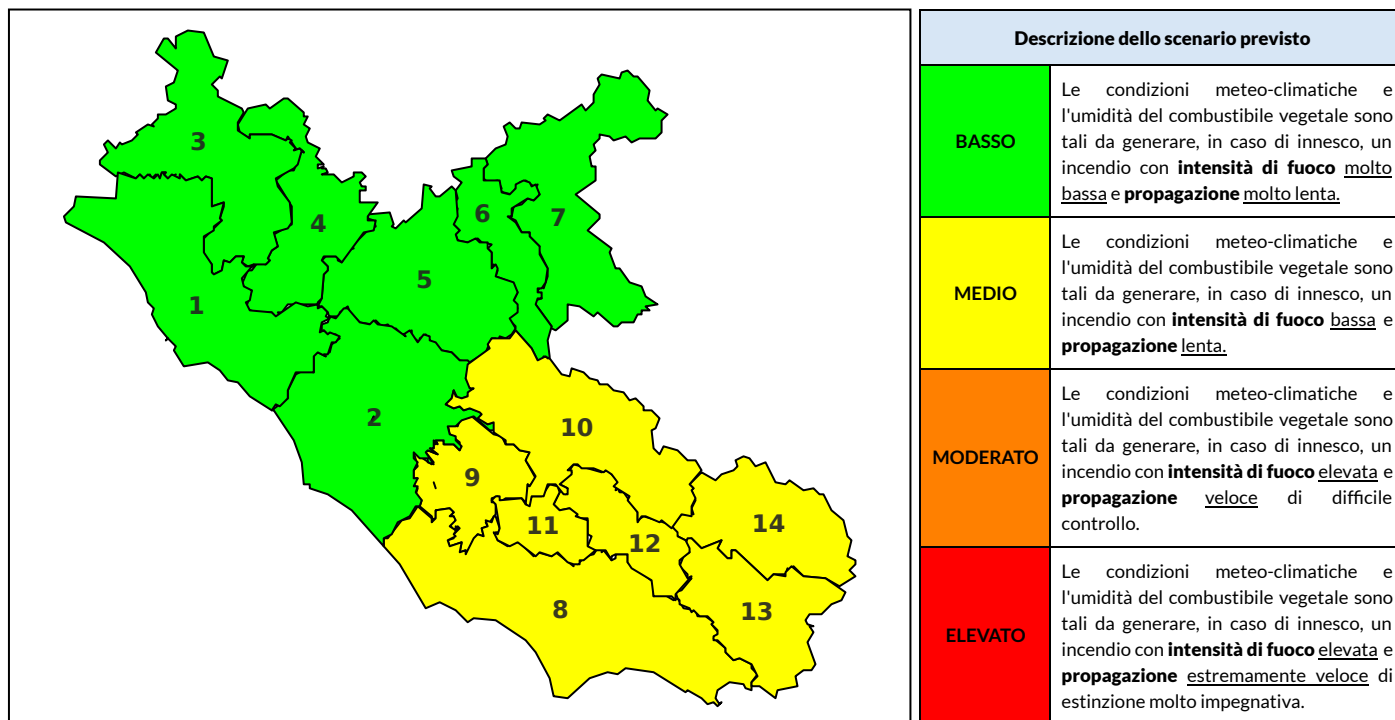 3
4
6
7
5
1
2
10
9
11
12
14
8
13
Descrizione dello scenario previsto
BASSO
Le condizioni meteo-climatiche e
l'umidità del combustibile vegetale sono
tali da generare, in caso di innesco, un
incendio con intensità di fuoco molto
bassa e propagazione molto lenta.
MEDIO
Le condizioni meteo-climatiche e
l'umidità del combustibile vegetale sono
tali da generare, in caso di innesco, un
incendio con intensità di fuoco bassa e
propagazione lenta.
MODERATO
Le condizioni meteo-climatiche e
l'umidità del combustibile vegetale sono
tali da generare, in caso di innesco, un
incendio con intensità di fuoco elevata e
propagazione veloce di difficile
controllo.
ELEVATO
Le condizioni meteo-climatiche e
l'umidità del combustibile vegetale sono
tali da generare, in caso di innesco, un
incendio con intensità di fuoco elevata e
propagazione estremamente veloce di
estinzione molto impegnativa.